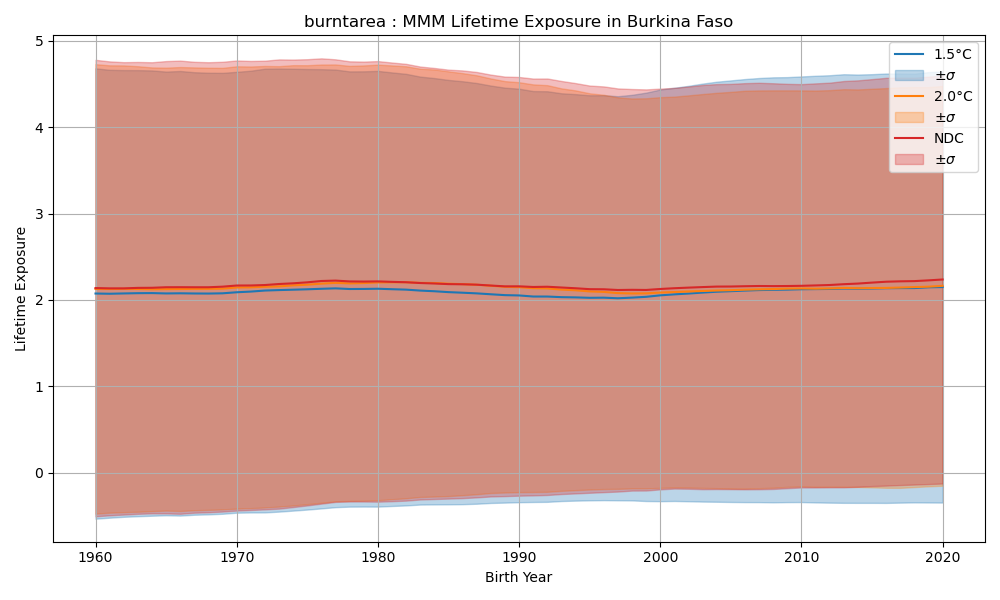 burntarea : MMM Lifetime Exposure in Burkina Faso
5
4
3
2
1
0
Lifetime Exposure
1.5°C
±σ
2.0°C
±σ
NDC
±σ
1960 1970 1980 1990 2000 2010 2020
Birth Year